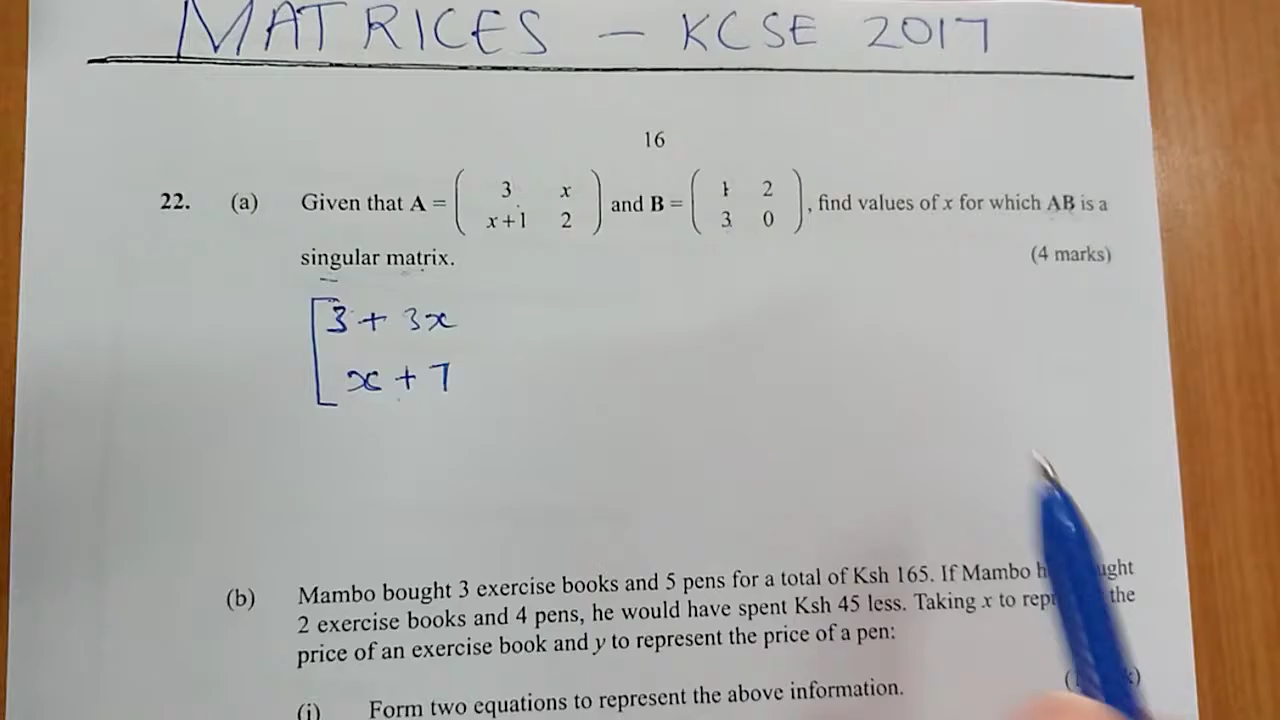 MATRICES - KCSE 2017
16
22. (a) Given that A = ( 3 x ) and B = ( 1 2 ), find values of x for which AB is a
( x+1 2 ) ( 3 0 )
singular matrix. (4 marks)
[ 3 + 3x
x + 7
(b) Mambo bought 3 exercise books and 5 pens for a total of Ksh 165. If Mambo
2 exercise books and 4 pens, he would have spent Ksh 45 less. Taking x to the
price of an exercise book and y to represent the price of a pen:
(i) Form two equations to represent the above information.